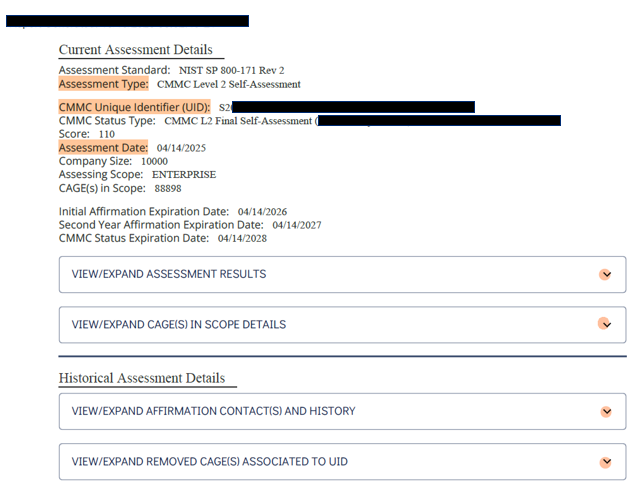 Current Assessment Details
Assessment Standard: NIST SP 800-171 Rev 2
Assessment Type: CMMC Level 2 Self-Assessment
CMMC Unique Identifier (UID): S2
CMMC Status Type: CMMC L2 Final Self-Assessment (
Score: 110
Assessment Date: 04/14/2025
Company Size: 10000
Assessing Scope: ENTERPRISE
CAGE(s) in Scope: 88898
Initial Affirmation Expiration Date: 04/14/2026
Second Year Affirmation Expiration Date: 04/14/2027
CMMC Status Expiration Date: 04/14/2028
VIEW/EXPAND ASSESSMENT RESULTS
VIEW/EXPAND CAGE(S) IN SCOPE DETAILS
Historical Assessment Details
VIEW/EXPAND AFFIRMATION CONTACT(S) AND HISTORY
VIEW/EXPAND REMOVED CAGE(S) ASSOCIATED TO UID